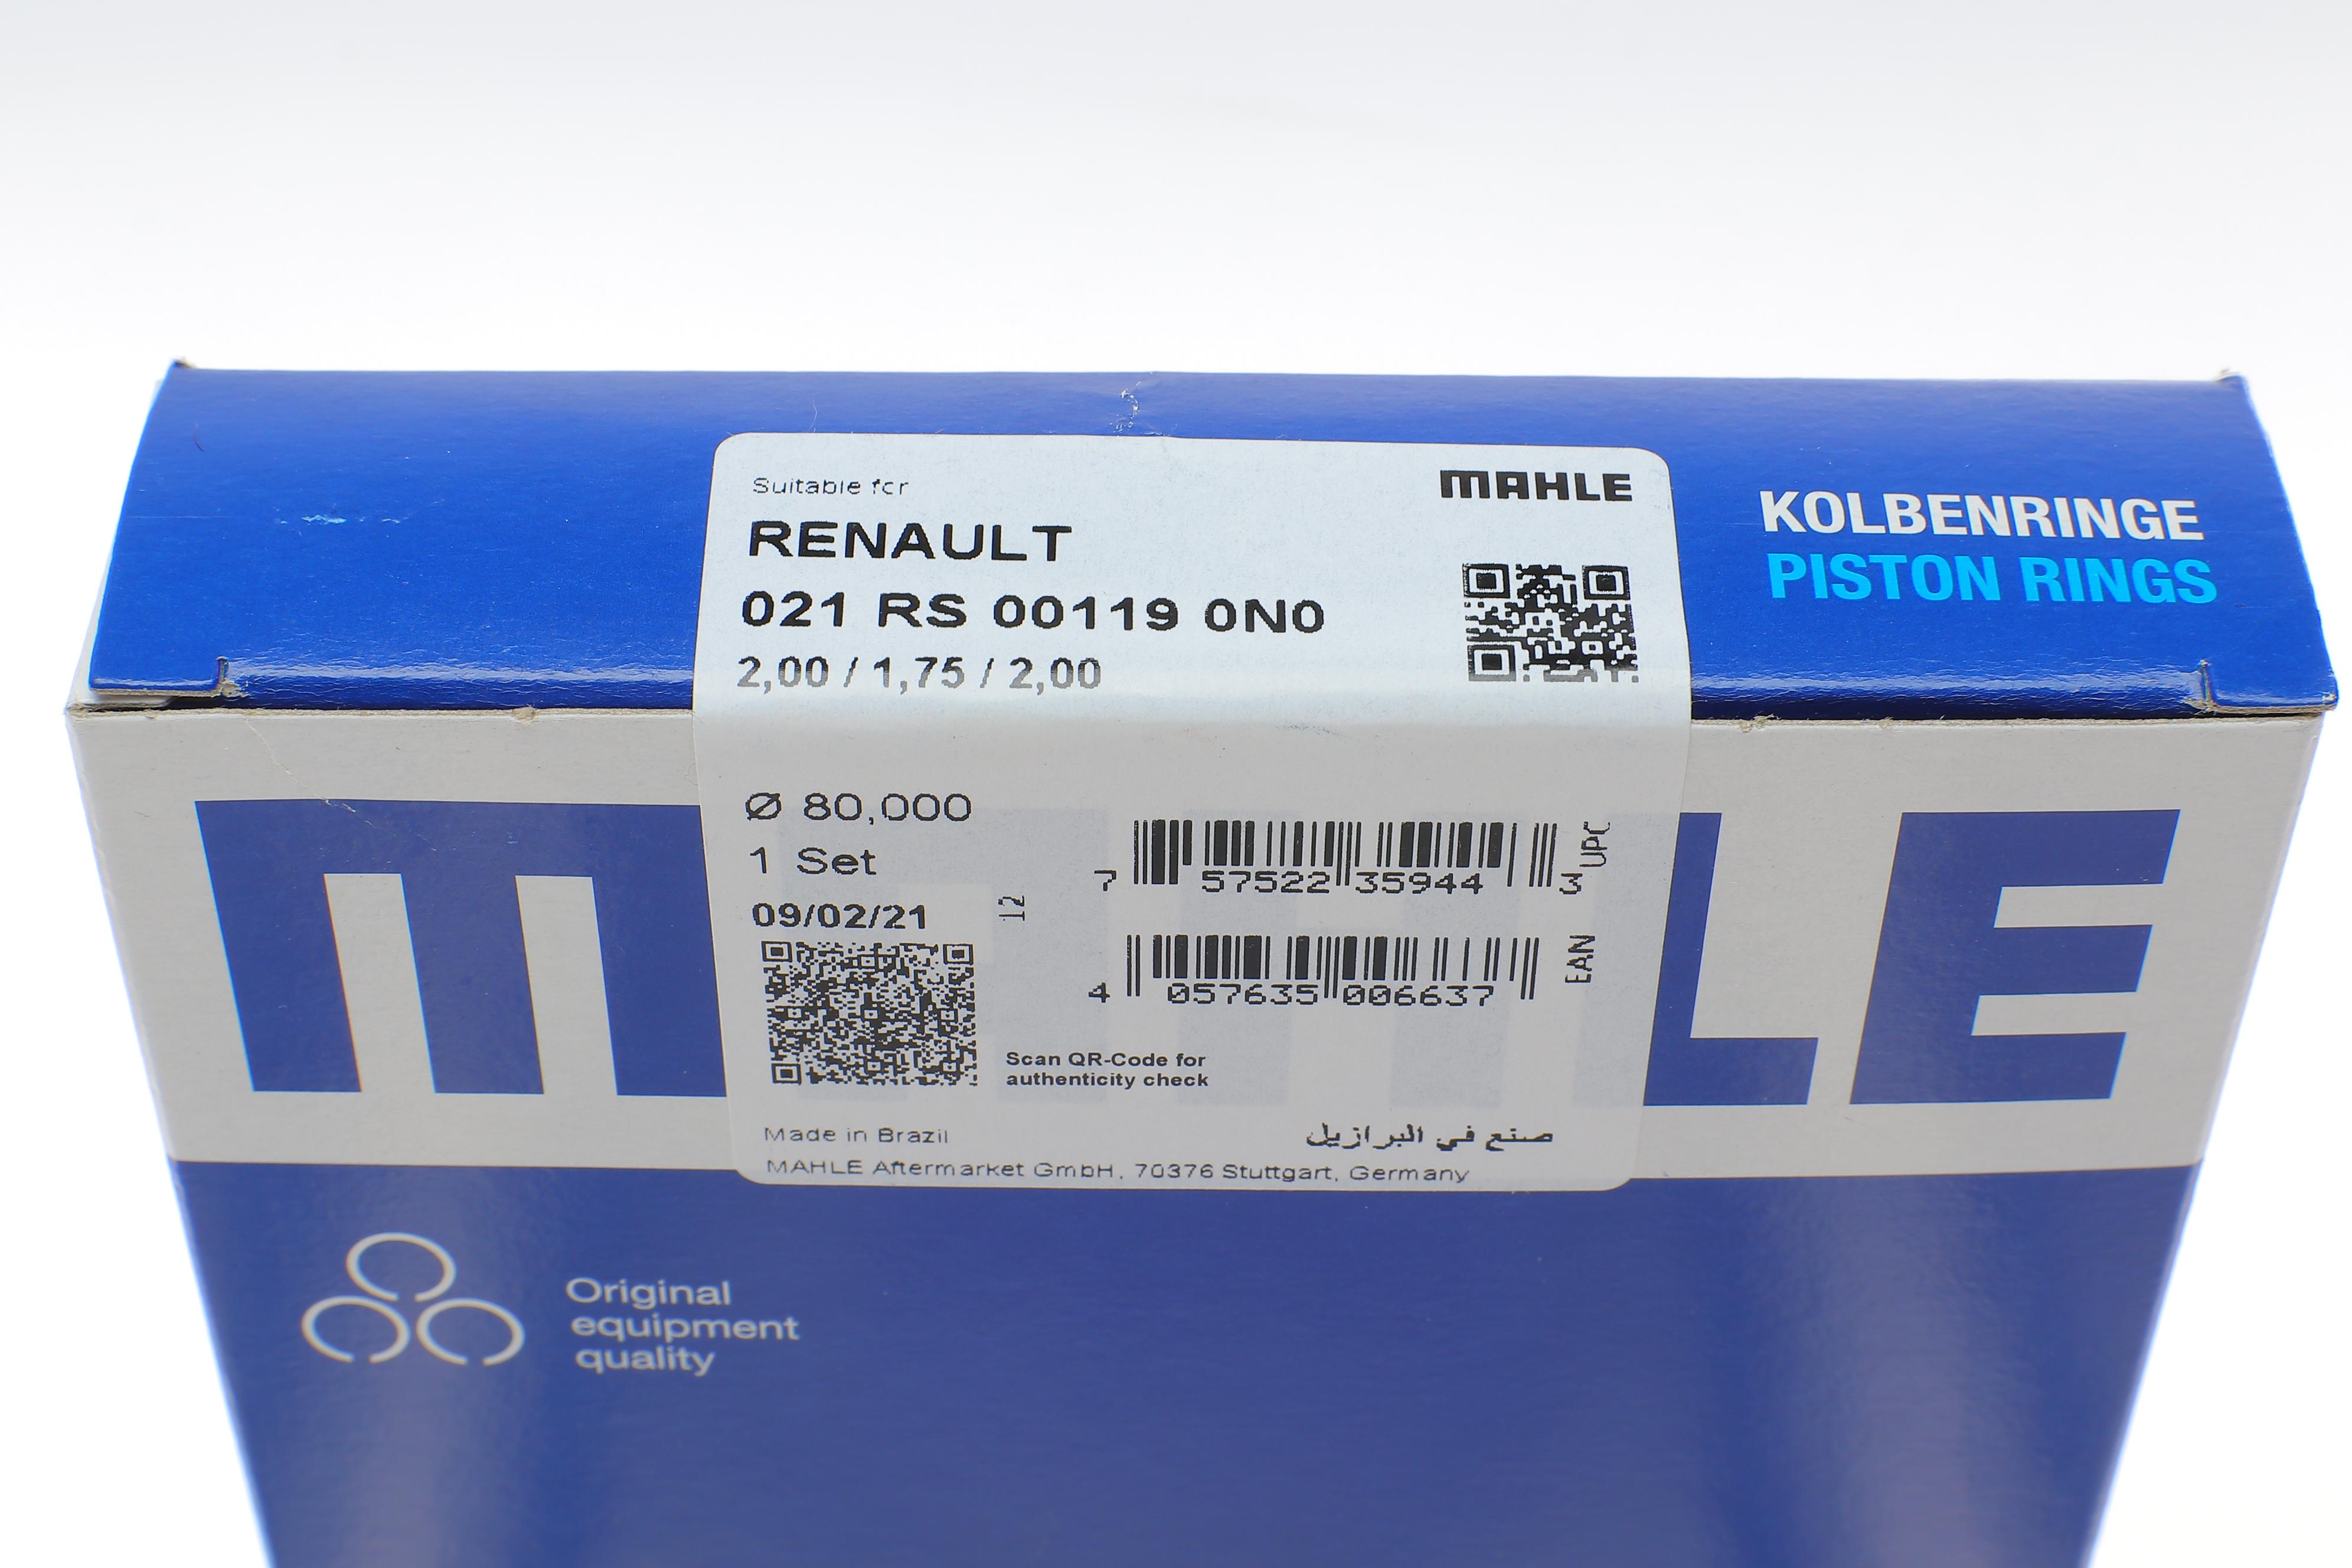 Suitable for
MAHLE
RENAULT
021 RS 00119 0N0
2,00 / 1,75 / 2,00
KOLBENRINGE
PISTON RINGS
Ø 80,000
1 Set
09/02/21
12
7 57522 35944 3 UPC
4 057635 006637 EAN
Scan QR-Code for
authenticity check
Made in Brazil
صنع في البرازيل
MAHLE Aftermarket GmbH, 70376 Stuttgart, Germany
MAHLE
Original
equipment
quality